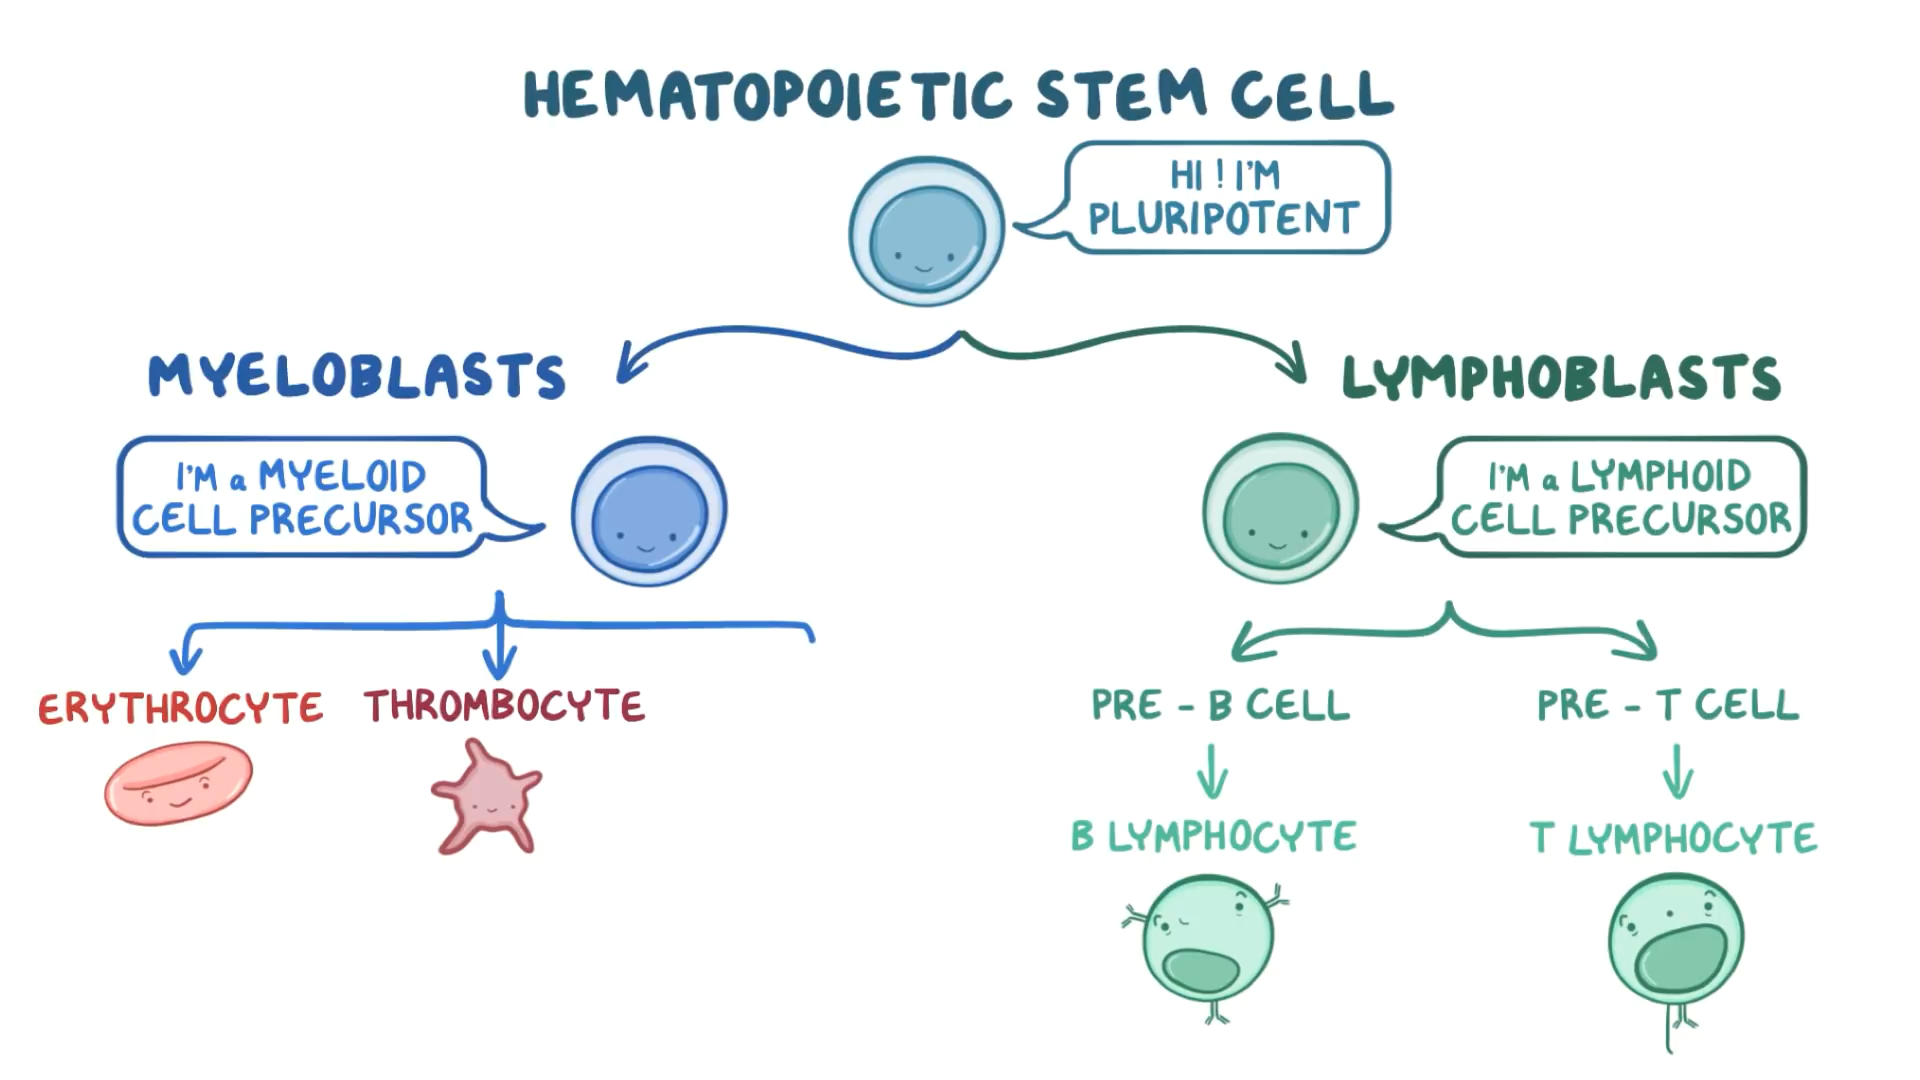 HEMATOPOIETIC STEM CELL
HI! I'M
PLURIPOTENT
MYELOBLASTS
LYMPHOBLASTS
I'M a MYELOID
CELL PRECURSOR
I'M a LYMPHOID
CELL PRECURSOR
ERYTHROCYTE
THROMBOCYTE
PRE - B CELL
PRE - T CELL
B LYMPHOCYTE
T LYMPHOCYTE